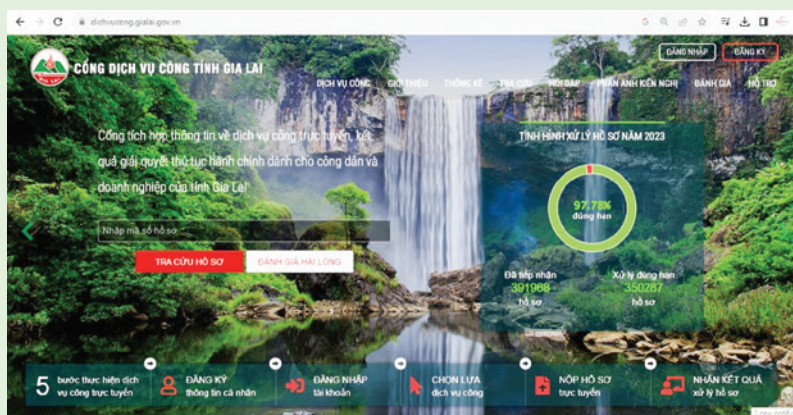 dichvucong.gialai.gov.vn
ĐĂNG NHẬP
ĐĂNG KÝ
CỔNG DỊCH VỤ CÔNG TỈNH GIA LAI
GIA LAI
DỊCH VỤ CÔNG
GIỚI THIỆU
THỐNG KÊ
TRA CỨU
HỎI ĐÁP
PHẢN ÁNH KIẾN NGHỊ
ĐÁNH GIÁ
HỖ TRỢ
Cổng tích hợp thông tin về dịch vụ công trực tuyến, kết
quả giải quyết thủ tục hành chính dành cho công dân và
doanh nghiệp của tỉnh Gia Lai
Nhập mã số hồ sơ
TRA CỨU HỒ SƠ
ĐÁNH GIÁ HÀI LÒNG
TÌNH HÌNH XỬ LÝ HỒ SƠ NĂM 2023
97.78%
đúng hạn
Đã tiếp nhận
391968
hồ sơ
Xử lý đúng hạn
350287
hồ sơ
5
bước thực hiện dịch
vụ công trực tuyến
ĐĂNG KÝ
thông tin cá nhân
ĐĂNG NHẬP
tài khoản
CHỌN LỰA
dịch vụ công
NỘP HỒ SƠ
trực tuyến
NHẬN KẾT QUẢ
xử lý hồ sơ